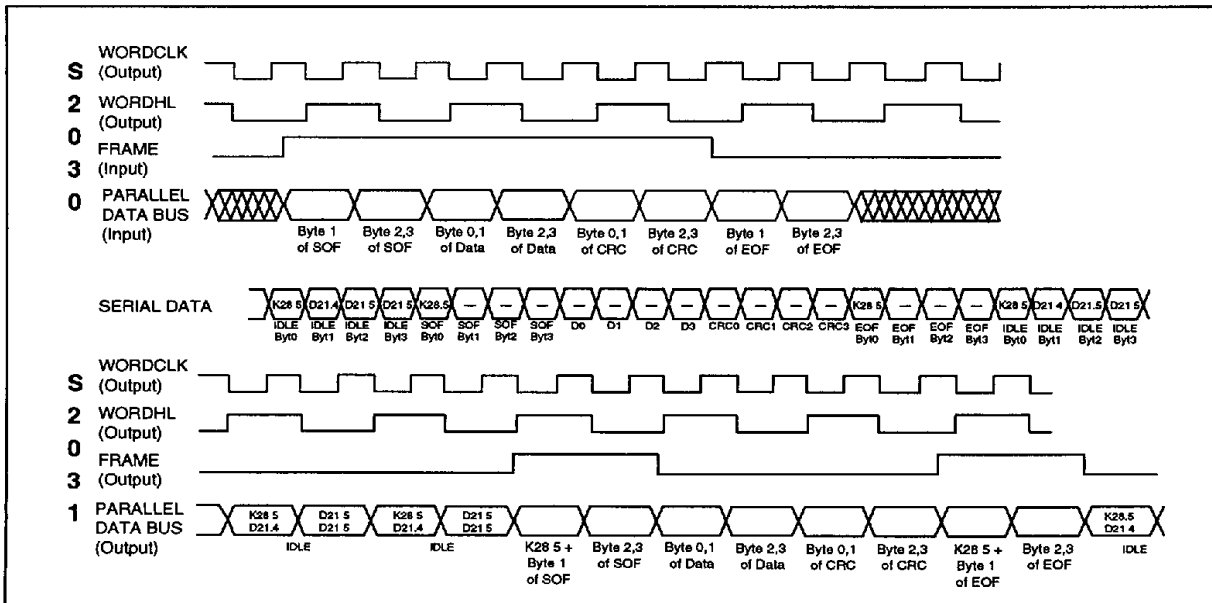 S
2
0
3
0
WORDCLK
(Output)
WORDHL
(Output)
FRAME
(Input)
PARALLEL
DATA BUS
(Input)
Byte 1
of SOF
Byte 2,3
of SOF
Byte 0,1
of Data
Byte 2,3
of Data
Byte 0,1
of CRC
Byte 2,3
of CRC
Byte 1
of EOF
Byte 2,3
of EOF
SERIAL DATA
K28 5 D21.4 D21 5 D21 5 K28.5 — — — — — — — — — — — K28 5 — — — K28 5 D21 4 D21.5 D21 5
IDLE
Byt0
IDLE
Byt1
IDLE
Byt2
IDLE
Byt3
SOF
Byt0
SOF
Byt1
SOF
Byt2
SOF
Byt3
D0
D1
D2
D3
CRC0
CRC1
CRC2
CRC3
EOF
Byt0
EOF
Byt1
EOF
Byt2
EOF
Byt3
IDLE
Byt0
IDLE
Byt1
IDLE
Byt2
IDLE
Byt3
S
2
0
3
1
WORDCLK
(Output)
WORDHL
(Output)
FRAME
(Output)
PARALLEL
DATA BUS
(Output)
K28 5
D21.4
D21 5
D21 5
K28 5
D21.4
D21 5
D21 5
K28.5
D21 4
IDLE
IDLE
K28 5 +
Byte 1
of SOF
Byte 2,3
of SOF
Byte 0,1
of Data
Byte 2,3
of Data
Byte 0,1
of CRC
Byte 2,3
of CRC
K28 5 +
Byte 1
of EOF
Byte 2,3
of EOF
IDLE